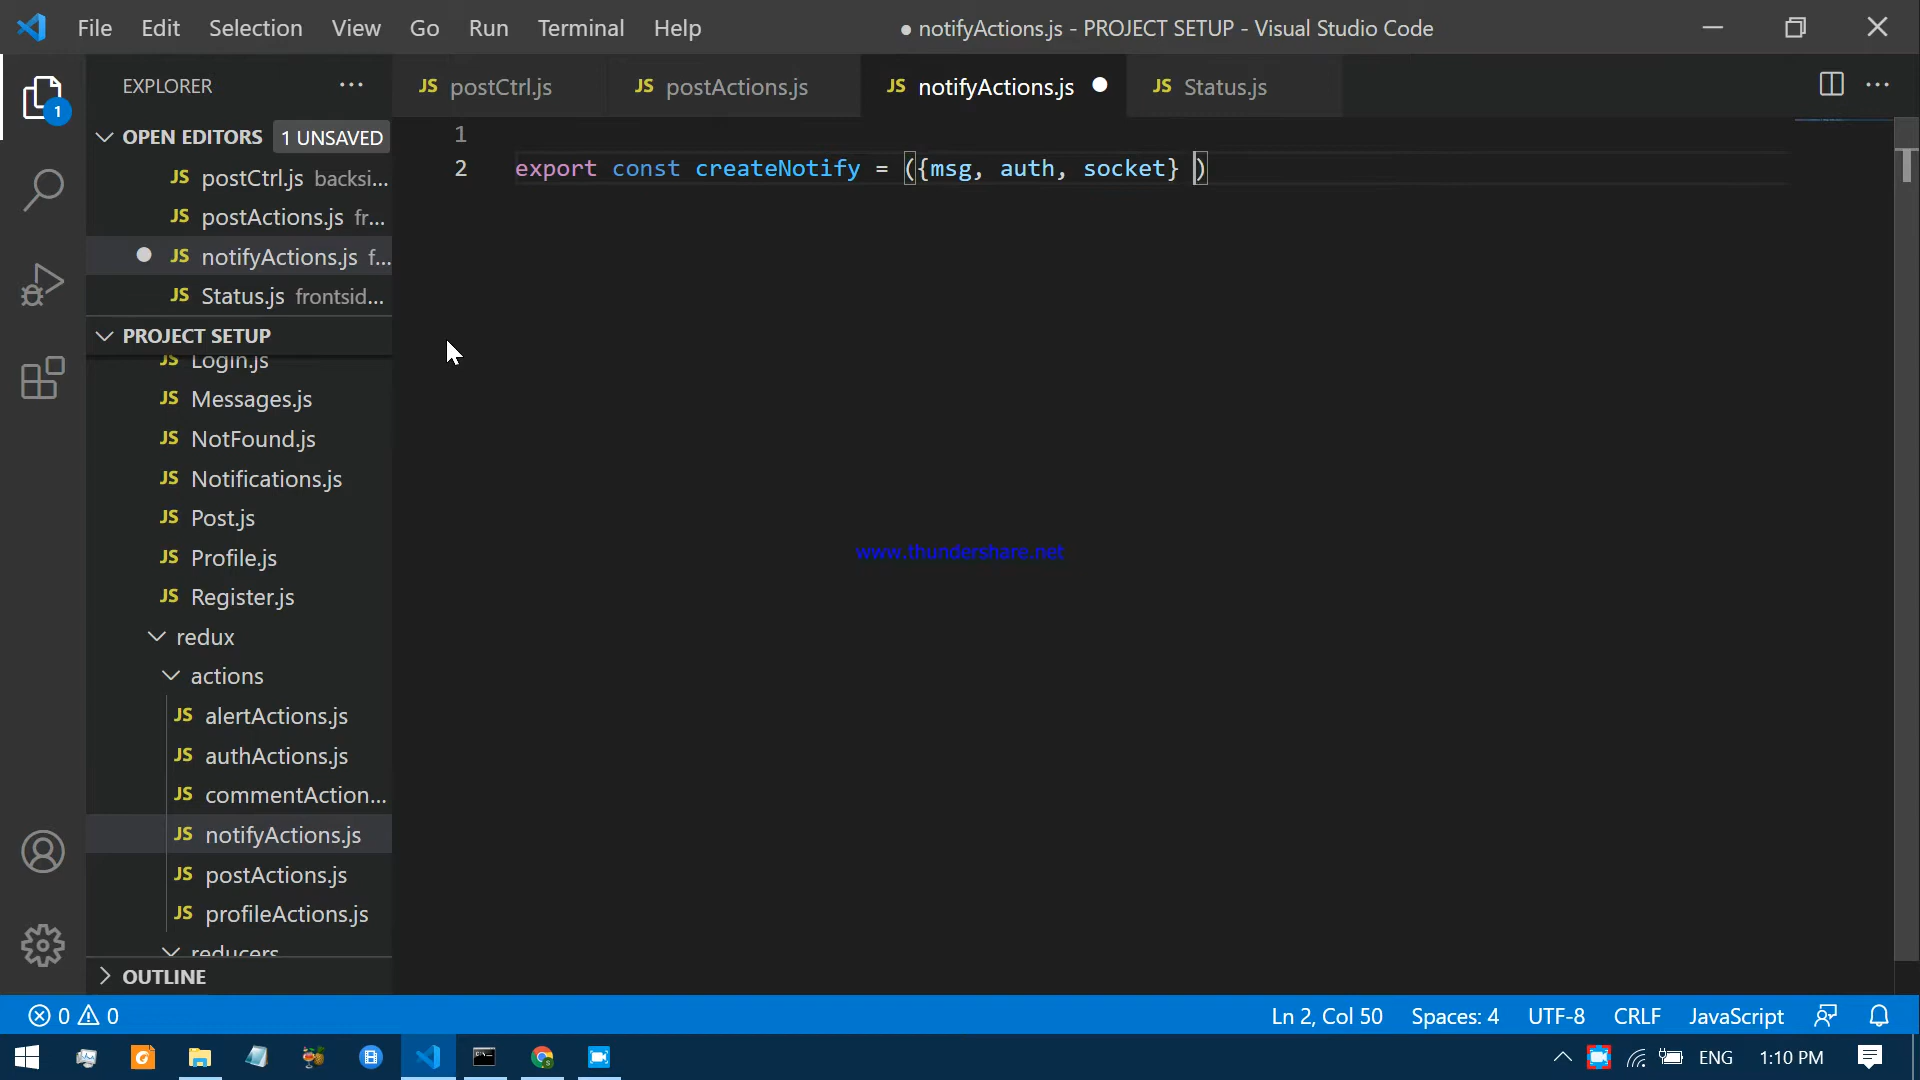 File Edit Selection View Go Run Terminal Help ● notifyActions.js - PROJECT SETUP - Visual Studio Code
EXPLORER ···
JS postCtrl.js JS postActions.js JS notifyActions.js ● JS Status.js ···
1
OPEN EDITORS 1 UNSAVED
JS postCtrl.js backsi...
JS postActions.js fr...
● JS notifyActions.js f...
JS Status.js frontsid...
1
2 export const createNotify = ({msg, auth, socket} )
PROJECT SETUP
JS Login.js
JS Messages.js
JS NotFound.js
JS Notifications.js
JS Post.js
JS Profile.js
JS Register.js
redux
actions
JS alertActions.js
JS authActions.js
JS commentAction...
JS notifyActions.js
JS postActions.js
JS profileActions.js
reducers
OUTLINE
www.thundershare.net
0 0 Ln 2, Col 50 Spaces: 4 UTF-8 CRLF JavaScript
ENG 1:10 PM